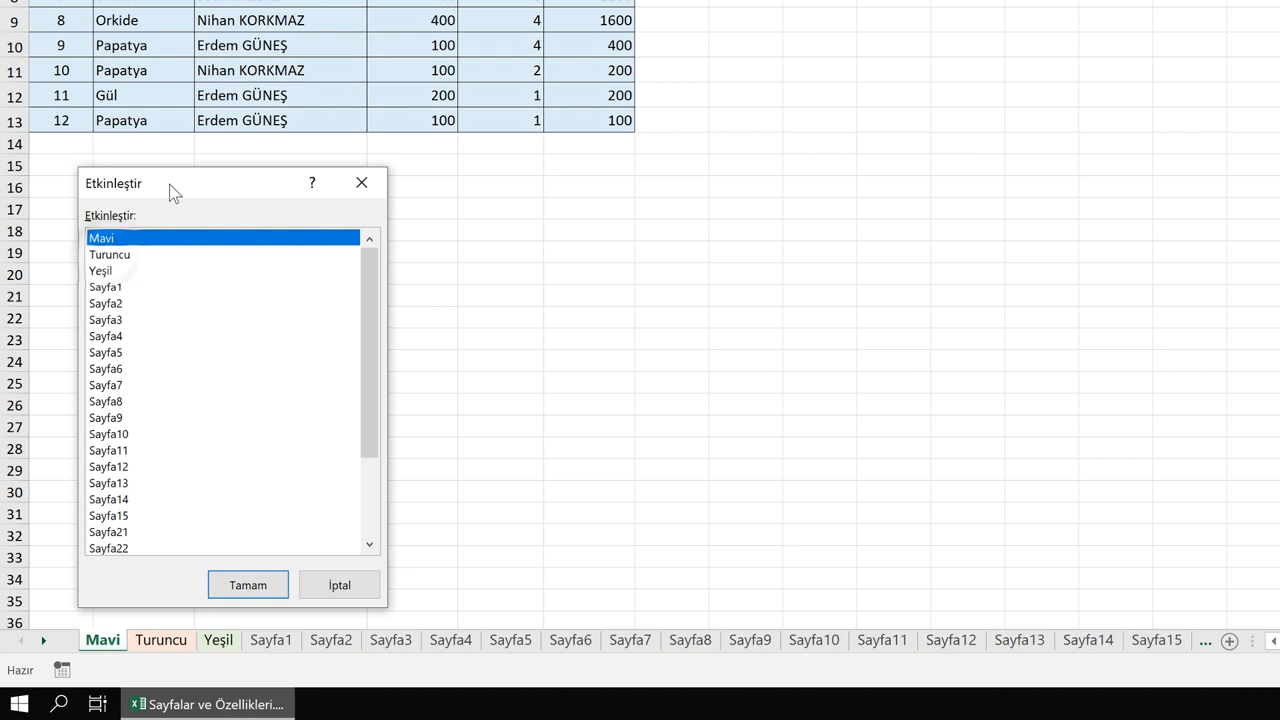 9 8 Orkide Nihan KORKMAZ 400 4 1600
10 9 Papatya Erdem GÜNEŞ 100 4 400
11 10 Papatya Nihan KORKMAZ 100 2 200
12 11 Gül Erdem GÜNEŞ 200 1 200
13 12 Papatya Erdem GÜNEŞ 100 1 100
14
15
16
17
18
19
20
21
22
23
24
25
26
27
28
29
30
31
32
33
34
35
36
Etkinleştir ?
Etkinleştir:
Mavi
Turuncu
Yeşil
Sayfa1
Sayfa2
Sayfa3
Sayfa4
Sayfa5
Sayfa6
Sayfa7
Sayfa8
Sayfa9
Sayfa10
Sayfa11
Sayfa12
Sayfa13
Sayfa14
Sayfa15
Sayfa21
Sayfa22
Tamam İptal
Mavi Turuncu Yeşil Sayfa1 Sayfa2 Sayfa3 Sayfa4 Sayfa5 Sayfa6 Sayfa7 Sayfa8 Sayfa9 Sayfa10 Sayfa11 Sayfa12 Sayfa13 Sayfa14 Sayfa15 ...
Hazır
Sayfalar ve Özellikleri....